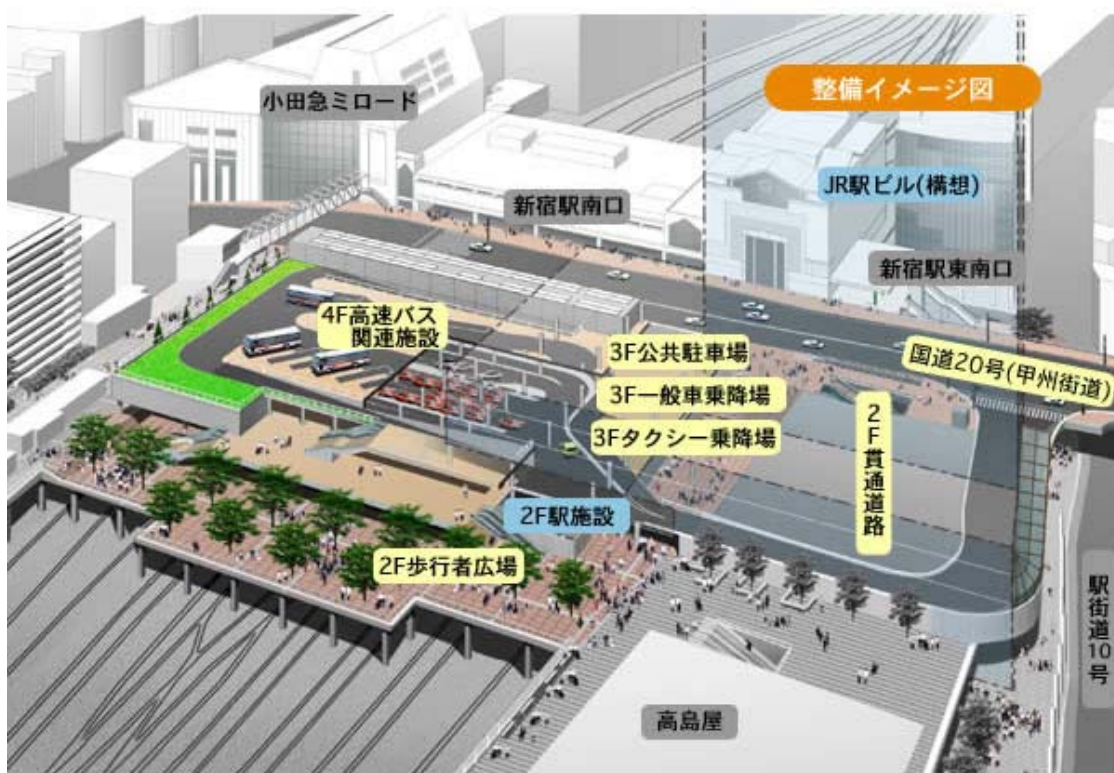 整備イメージ図
小田急ミロード
JR駅ビル(構想)
新宿駅南口
新宿駅東南口
4F高速バス
関連施設
3F公共駐車場
国道20号(甲州街道)
3F一般車乗降場
3Fタクシー乗降場
2F貫通道路
2F駅施設
2F歩行者広場
駅街道10号
高島屋